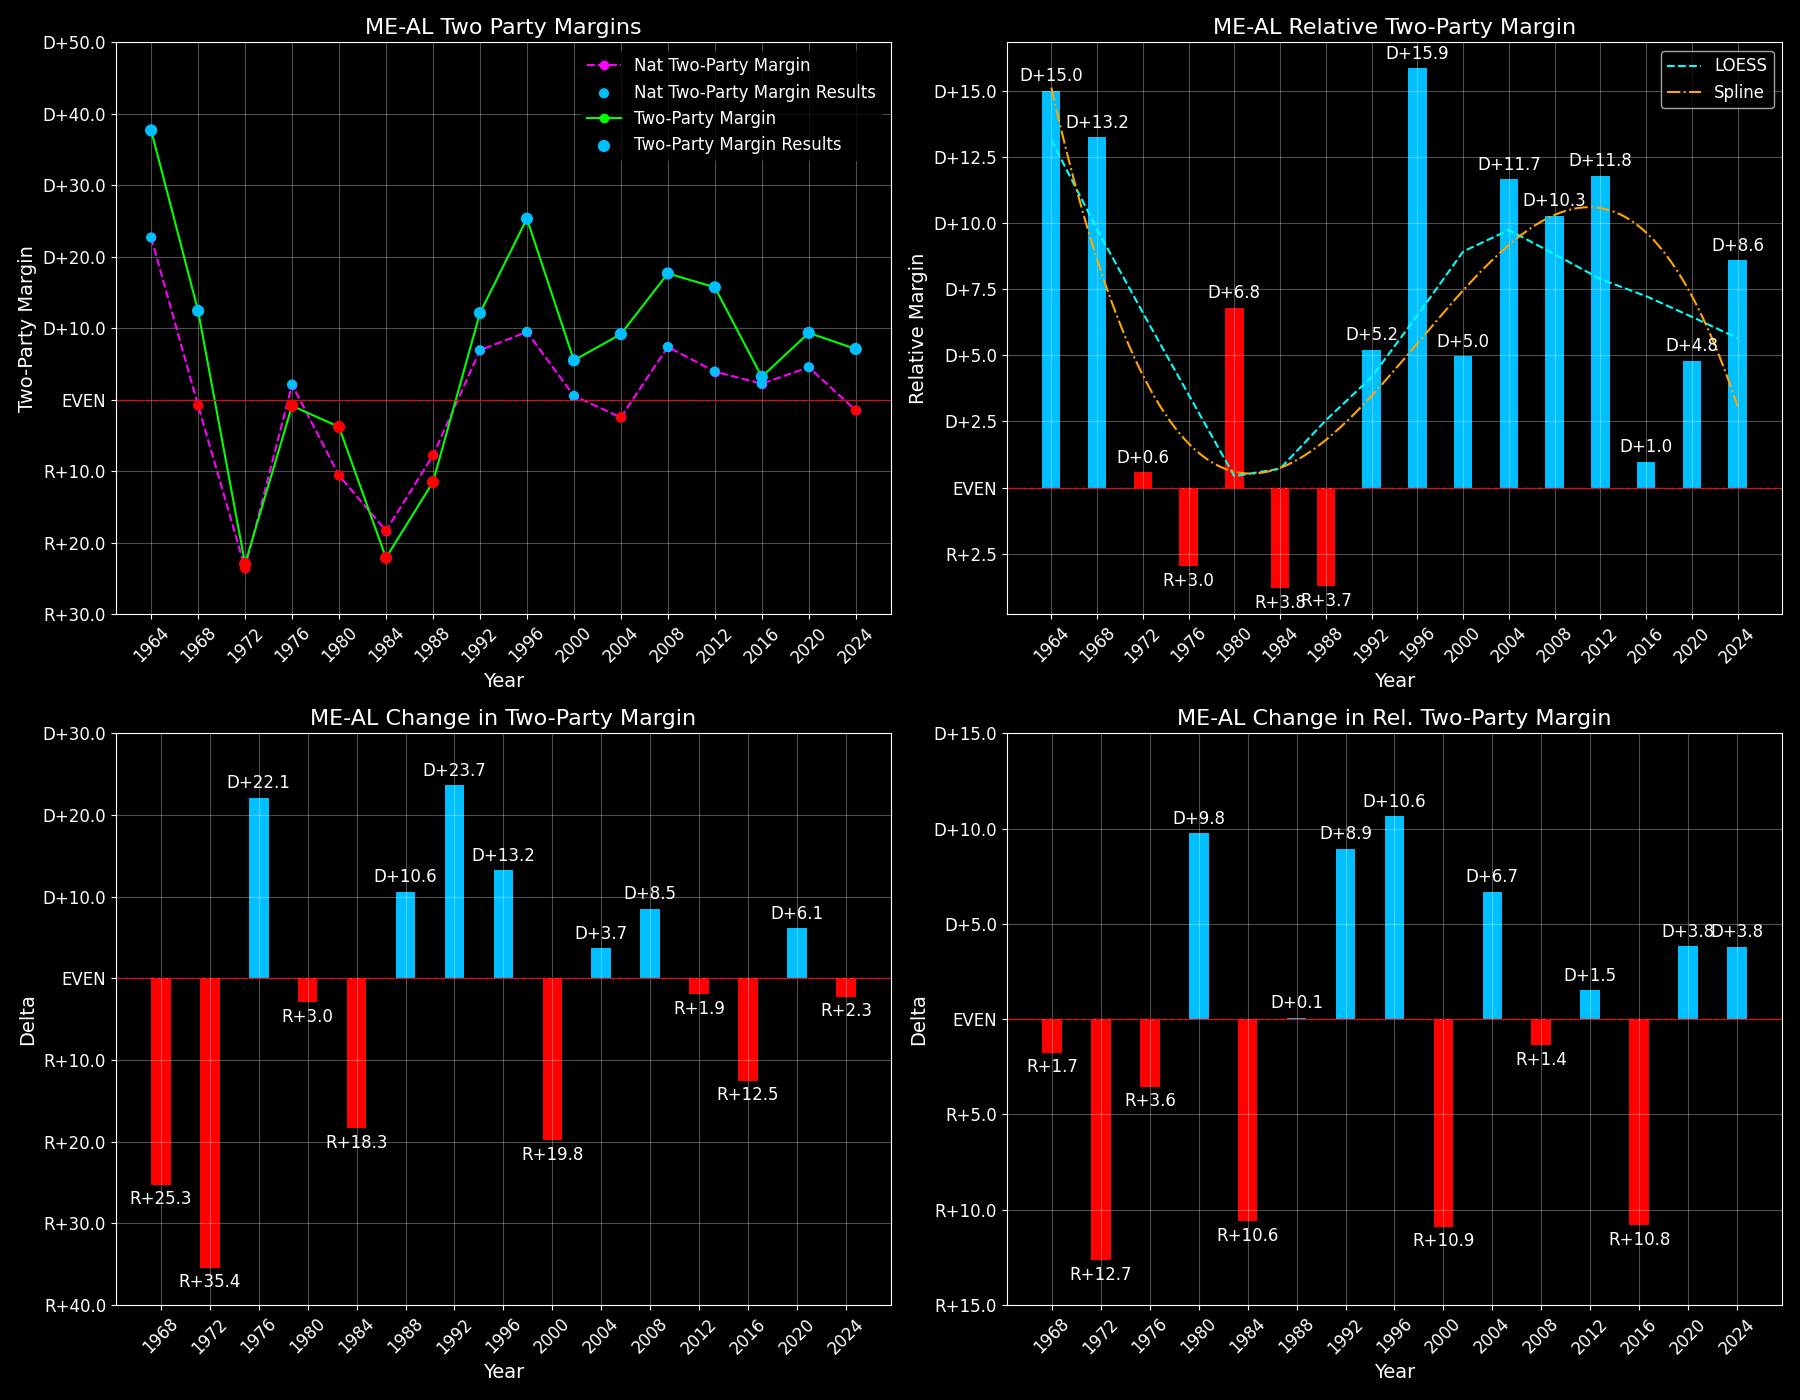 ME-AL Two Party Margins
D+50.0
D+40.0
D+30.0
D+20.0
D+10.0
EVEN
R+10.0
R+20.0
R+30.0
Two-Party Margin
Nat Two-Party Margin
Nat Two-Party Margin Results
Two-Party Margin
Two-Party Margin Results
1964 1968 1972 1976 1980 1984 1988 1992 1996 2000 2004 2008 2012 2016 2020 2024
Year
ME-AL Relative Two-Party Margin
D+15.0
D+12.5
D+10.0
D+7.5
D+5.0
D+2.5
EVEN
R+2.5
Relative Margin
LOESS
Spline
D+15.0
D+13.2
D+0.6
R+3.0
D+6.8
R+3.8
R+3.7
D+5.2
D+15.9
D+5.0
D+11.7
D+10.3
D+11.8
D+1.0
D+4.8
D+8.6
1964 1968 1972 1976 1980 1984 1988 1992 1996 2000 2004 2008 2012 2016 2020 2024
Year
ME-AL Change in Two-Party Margin
D+30.0
D+20.0
D+10.0
EVEN
R+10.0
R+20.0
R+30.0
R+40.0
Delta
R+25.3
R+35.4
D+22.1
R+3.0
R+18.3
D+10.6
D+23.7
D+13.2
R+19.8
D+3.7
D+8.5
R+1.9
R+12.5
D+6.1
R+2.3
1968 1972 1976 1980 1984 1988 1992 1996 2000 2004 2008 2012 2016 2020 2024
Year
ME-AL Change in Rel. Two-Party Margin
D+15.0
D+10.0
D+5.0
EVEN
R+5.0
R+10.0
R+15.0
Delta
R+1.7
R+12.7
R+3.6
D+9.8
R+10.6
D+0.1
D+8.9
D+10.6
R+10.9
D+6.7
R+1.4
D+1.5
R+10.8
D+3.8
D+3.8
1968 1972 1976 1980 1984 1988 1992 1996 2000 2004 2008 2012 2016 2020 2024
Year